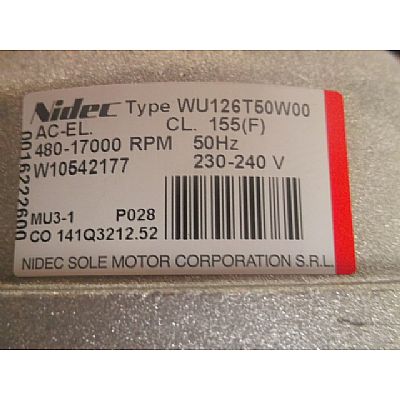 Nidec Type WU126T50W00
AC-EL. CL. 155(F)
480-17000 RPM 50Hz
W10542177 230-240 V
MU3-1 P028
CO 141Q3212.52
NIDEC SOLE MOTOR CORPORATION S.R.L.
0016222600